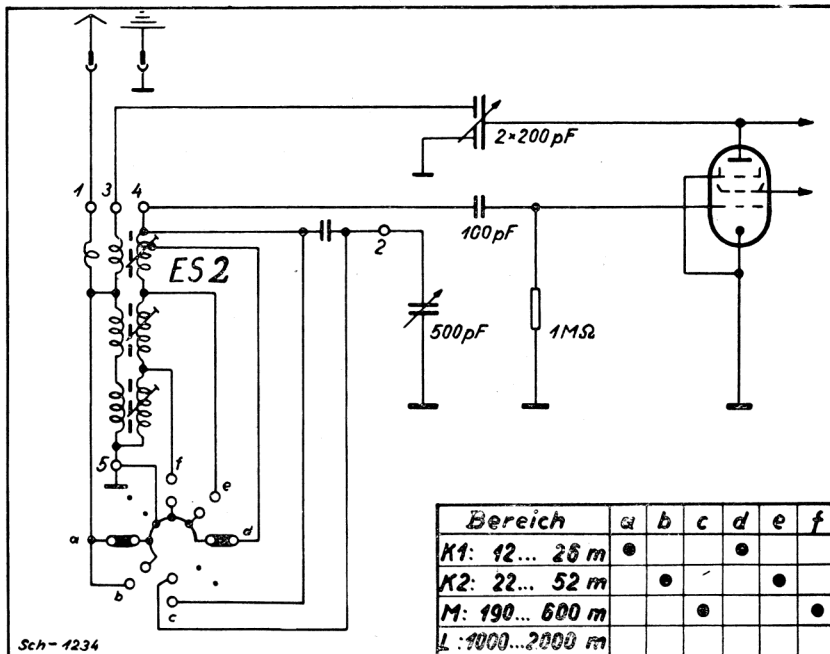 2×200pF
1
3
4
ES2
2
100pF
500pF
1MΩ
5
f
e
a
d
b
c
Bereich a b c d e f
K1: 12... 26 m ● ●
K2: 22... 52 m ● ●
M: 190... 600 m ● ●
L: 1000...2000 m
Sch-1234